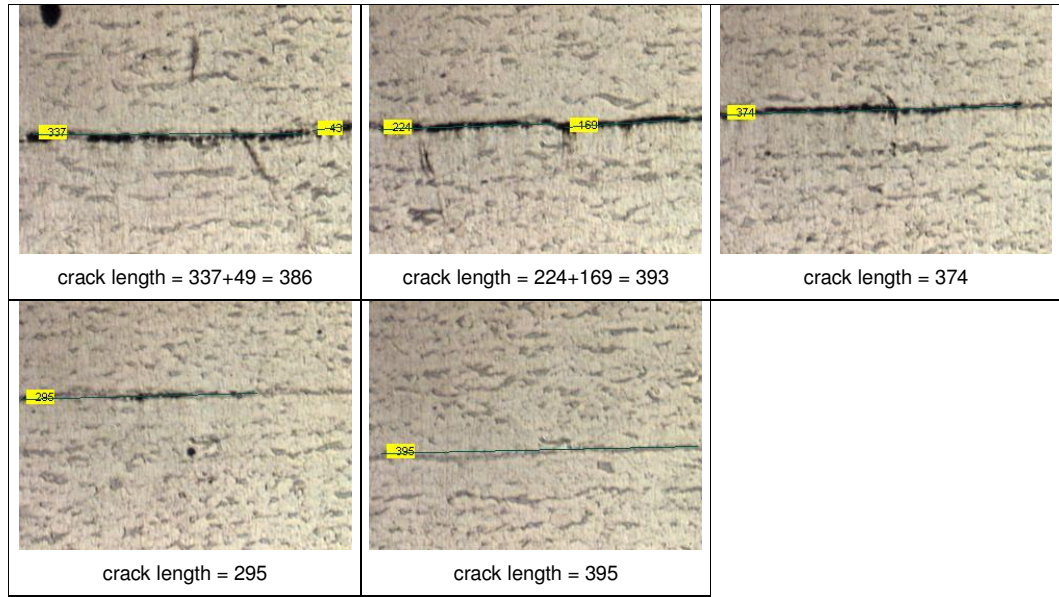 337
43
crack length = 337+49 = 386
224
169
crack length = 224+169 = 393
374
crack length = 374
295
crack length = 295
395
crack length = 395